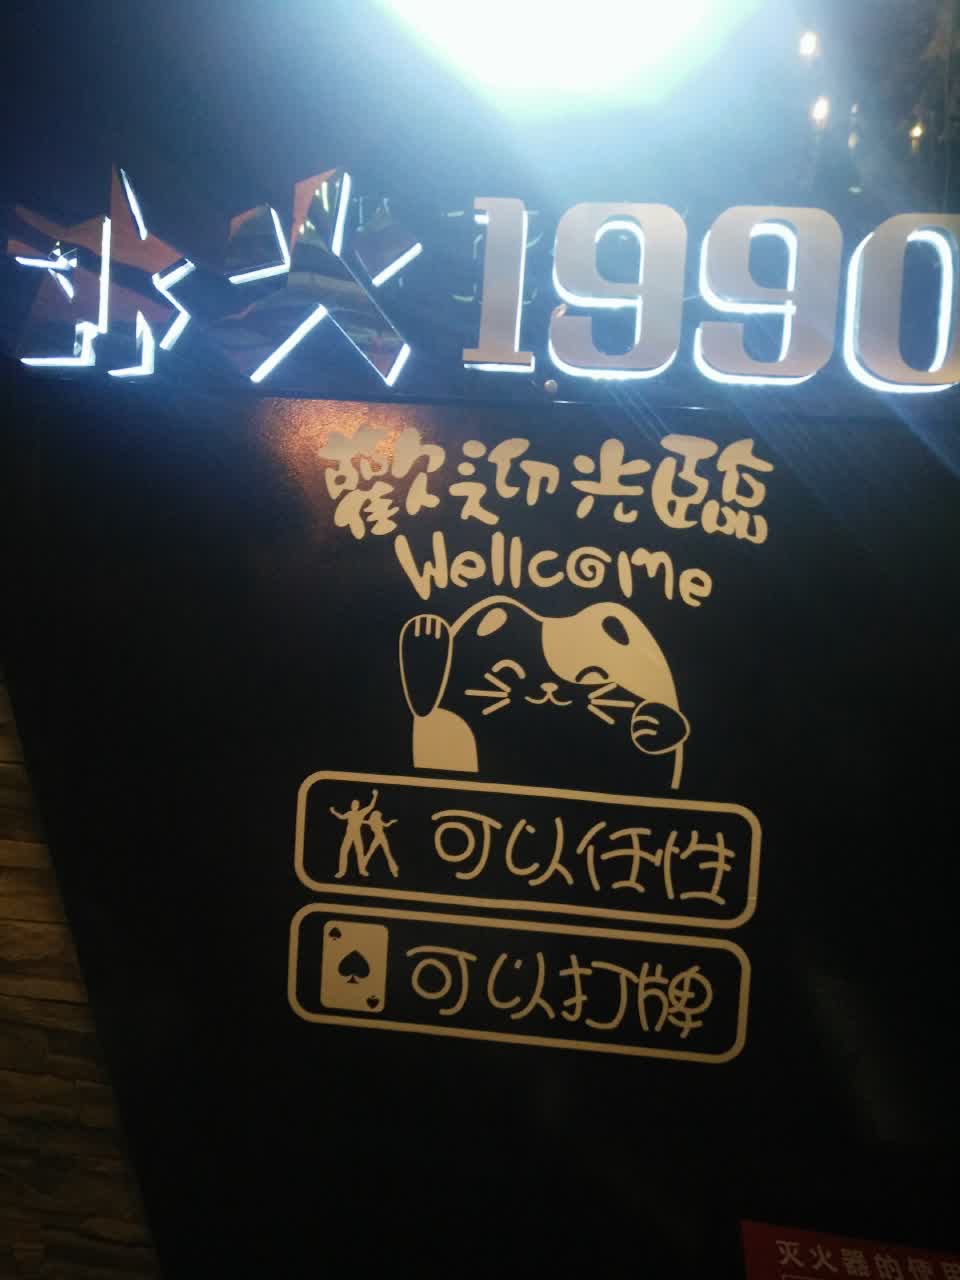 1990
歡迎光臨
Wellcome
可以任性
可以打牌
灭火器的使用